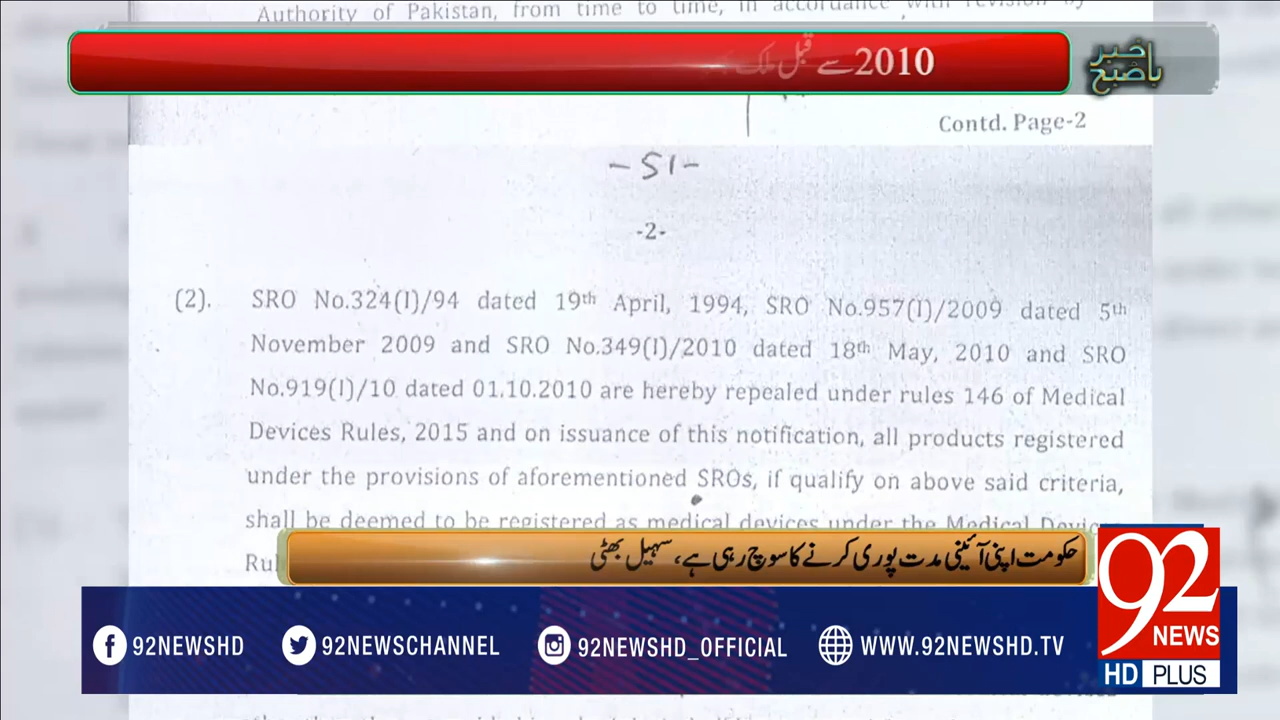 Authority of Pakistan, from time to time, in accordance with revision by
2010 سے قبل ملک
باخبر صبح
Contd. Page-2
-51-
-2-
(2). SRO No.324(I)/94 dated 19th April, 1994, SRO No.957(I)/2009 dated 5th
November 2009 and SRO No.349(I)/2010 dated 18th May, 2010 and SRO
No.919(I)/10 dated 01.10.2010 are hereby repealed under rules 146 of Medical
Devices Rules, 2015 and on issuance of this notification, all products registered
under the provisions of aforementioned SROs, if qualify on above said criteria,
shall be deemed to be registered as medical devices under the Medical Devices
Rul
حکومت اپنی آئینی مدت پوری کرنے کا سوچ رہی ہے، سہیل بھٹی
92 NEWS
HD PLUS
92NEWSHD
92NEWSCHANNEL
92NEWSHD_OFFICIAL
WWW.92NEWSHD.TV